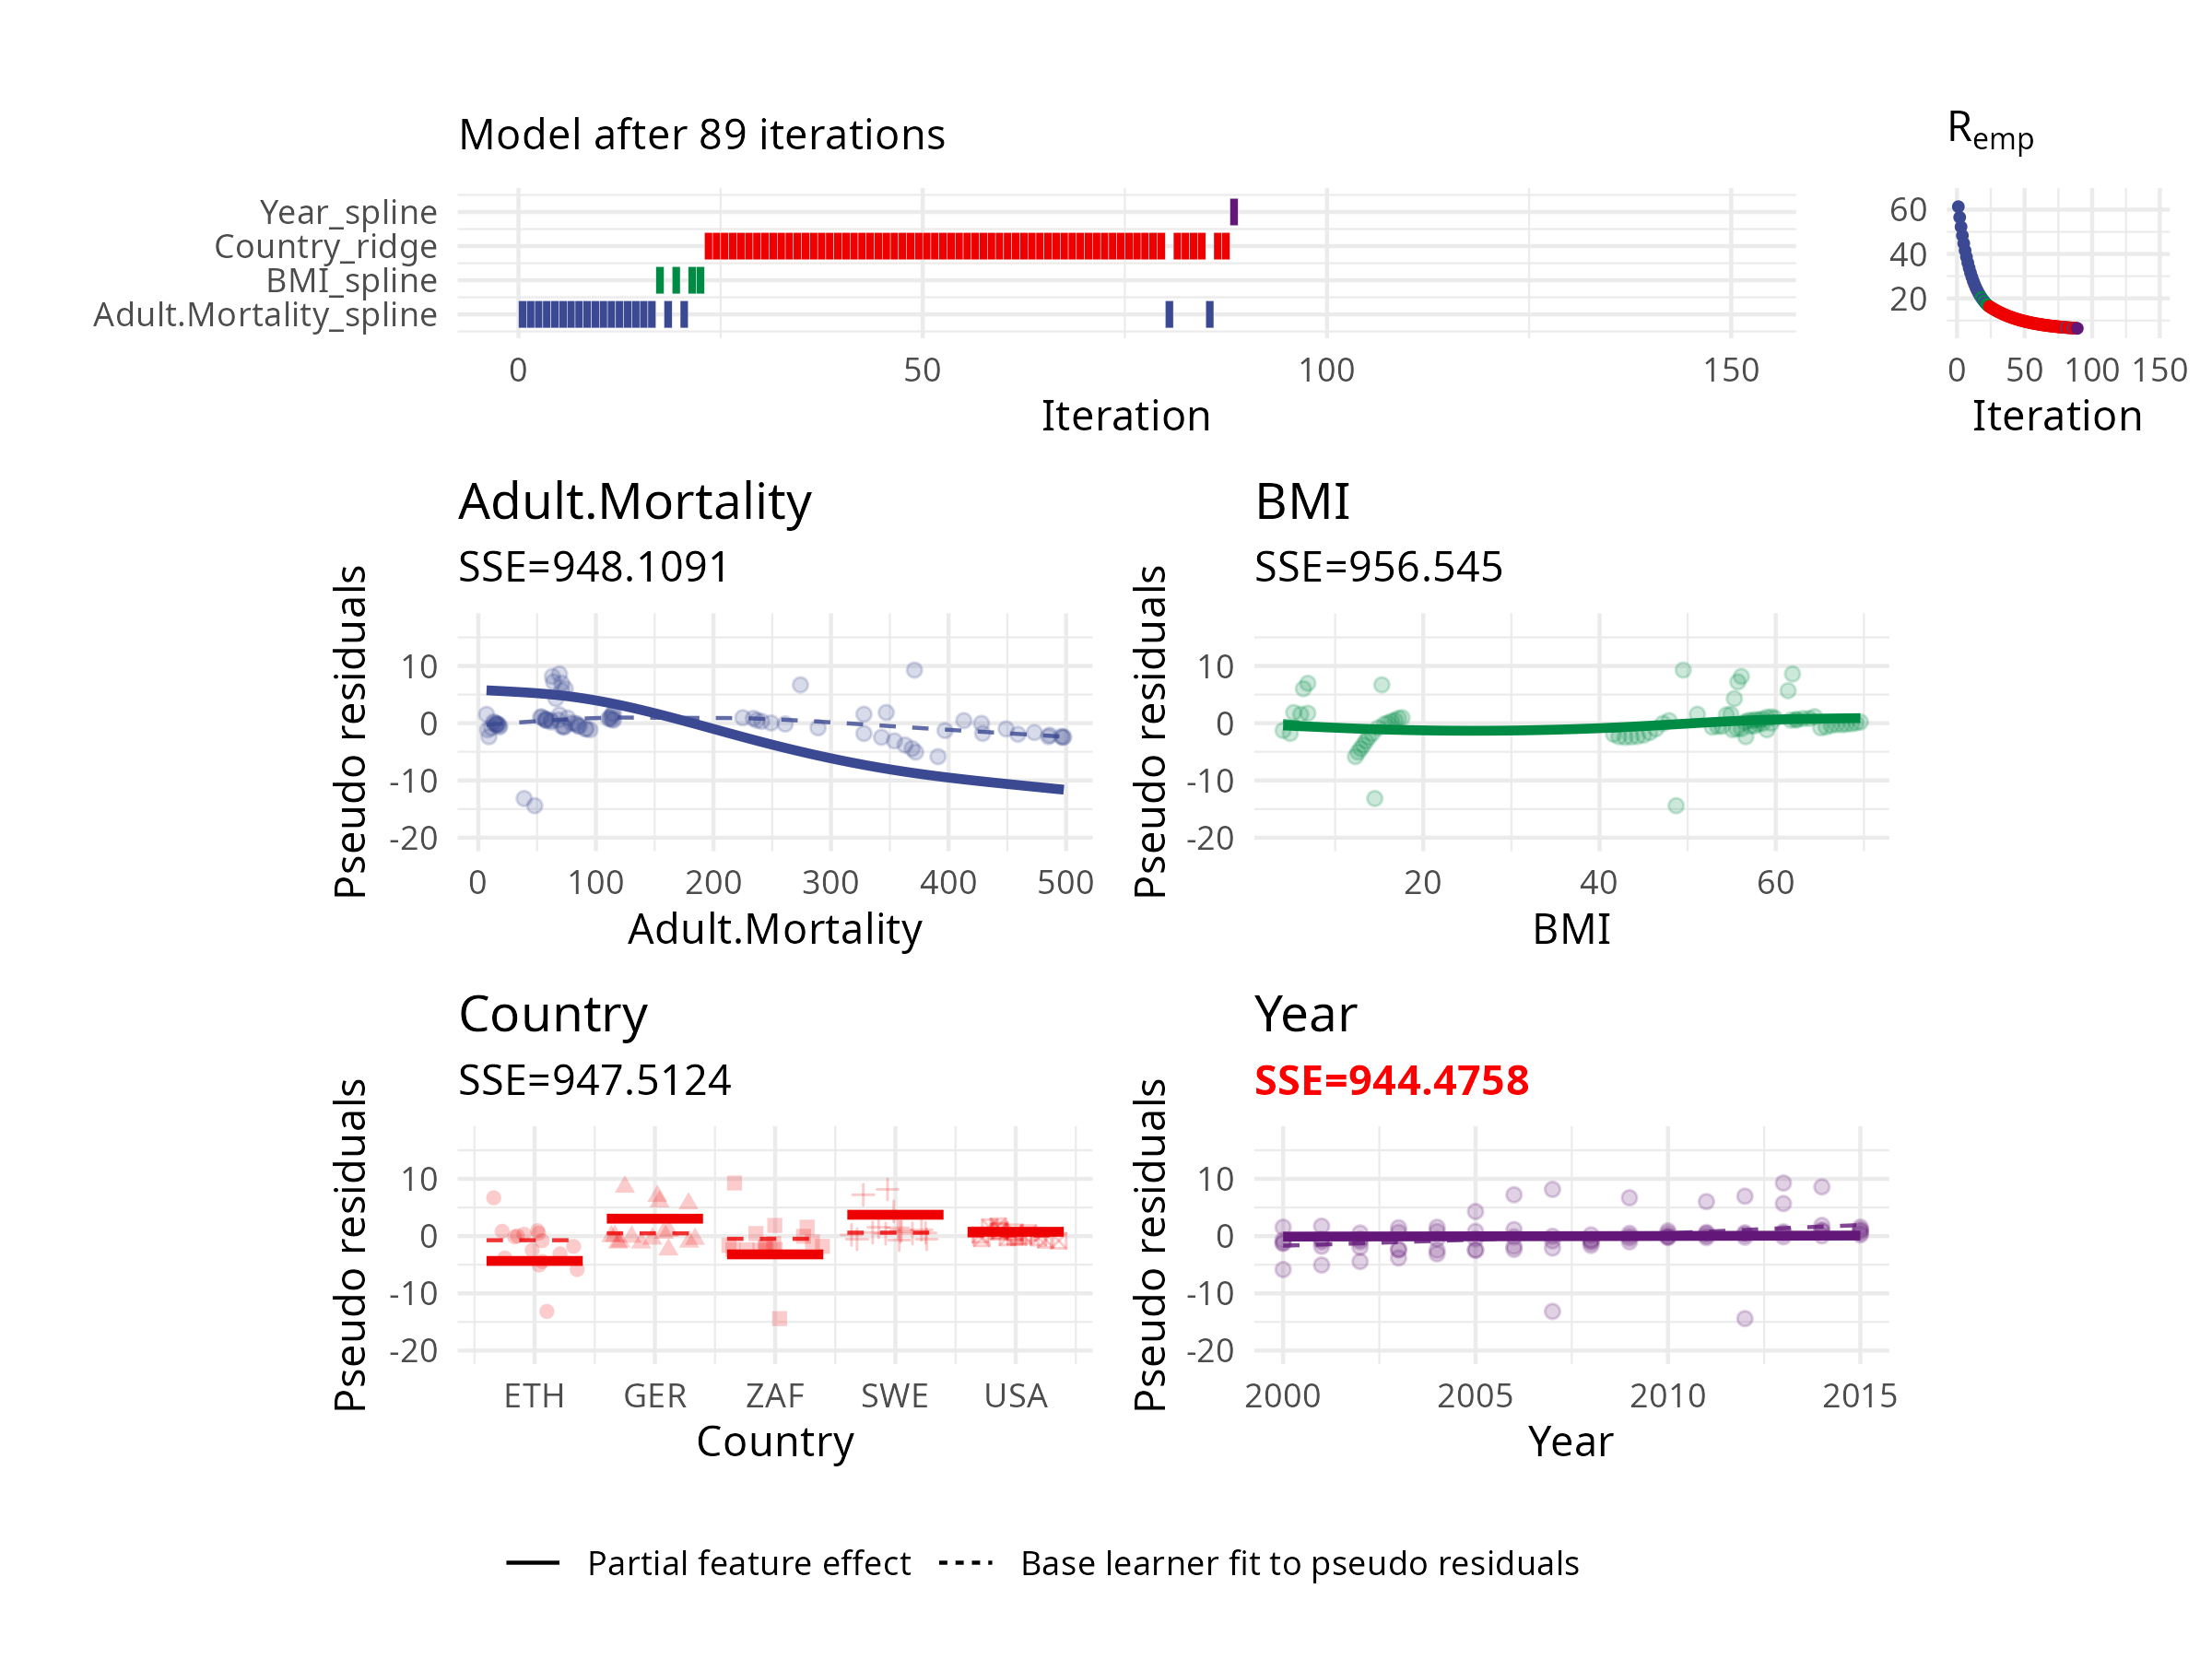 Model after 89 iterations
Year_spline
Country_ridge
BMI_spline
Adult.Mortality_spline
0 50 100 150
Iteration
Remp
60
40
20
0 50 100 150
Iteration
Adult.Mortality
SSE=948.1091
Pseudo residuals
10
0
-10
-20
0 100 200 300 400 500
Adult.Mortality
BMI
SSE=956.545
Pseudo residuals
10
0
-10
-20
20 40 60
BMI
Country
SSE=947.5124
Pseudo residuals
10
0
-10
-20
ETH GER ZAF SWE USA
Country
Year
SSE=944.4758
Pseudo residuals
10
0
-10
-20
2000 2005 2010 2015
Year
Partial feature effect Base learner fit to pseudo residuals